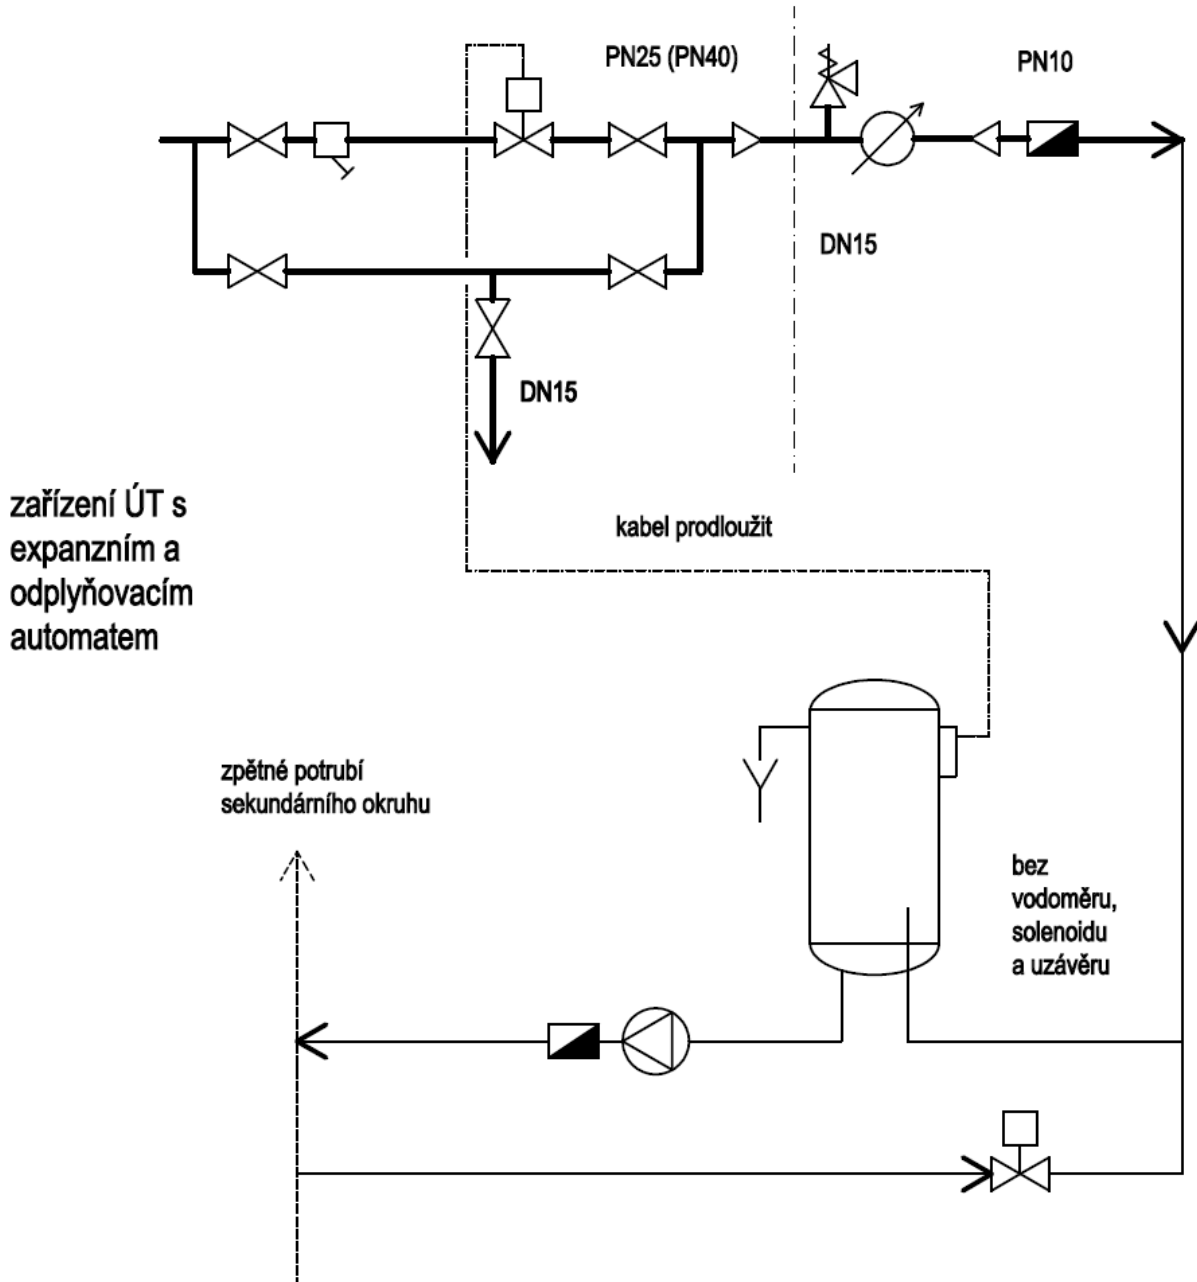 PN25 (PN40)
PN10
DN15
DN15
zařízení ÚT s
expanzním a
odplyňovacím
automatem
kabel prodloužit
zpětné potrubí
sekundárního okruhu
bez
vodoměru,
solenoidu
a uzávěru